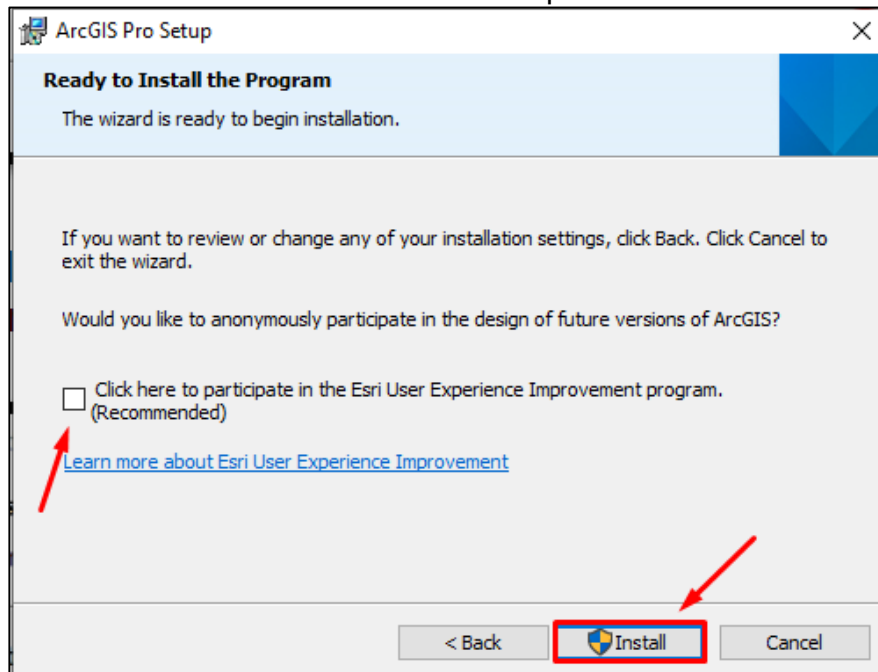 ArcGIS Pro Setup
Ready to Install the Program
The wizard is ready to begin installation.
If you want to review or change any of your installation settings, click Back. Click Cancel to
exit the wizard.
Would you like to anonymously participate in the design of future versions of ArcGIS?
Click here to participate in the Esri User Experience Improvement program.
(Recommended)
Learn more about Esri User Experience Improvement
< Back Install Cancel